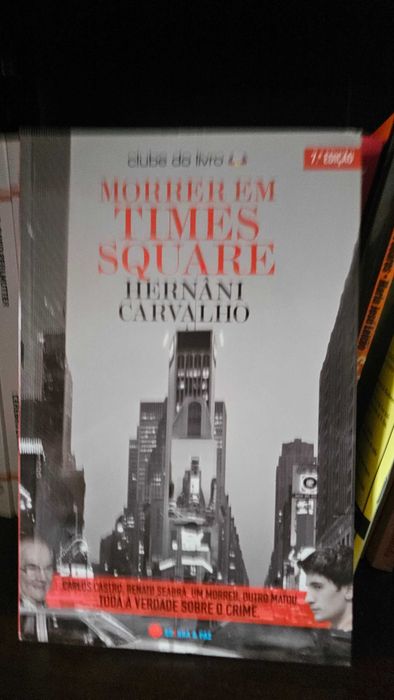 clube do livro
7.ª EDIÇÃO
MORRER EM
TIMES
SQUARE
HERNÂNI
CARVALHO
CARLOS CASTRO, RENATO SEABRA, UM MORREU, OUTRO MATOU.
TODA A VERDADE SOBRE O CRIME.